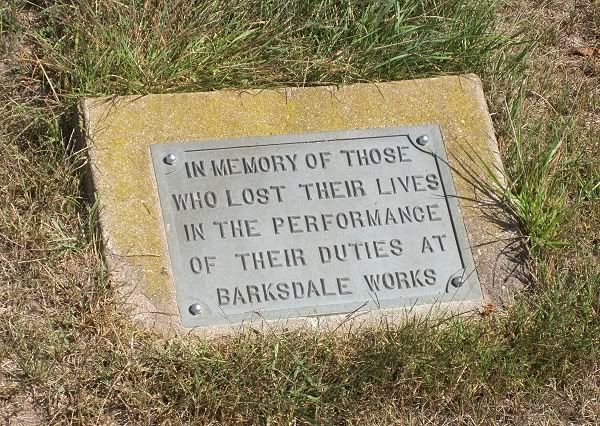 IN MEMORY OF THOSE
WHO LOST THEIR LIVES
IN THE PERFORMANCE
OF THEIR DUTIES AT
BARKSDALE WORKS